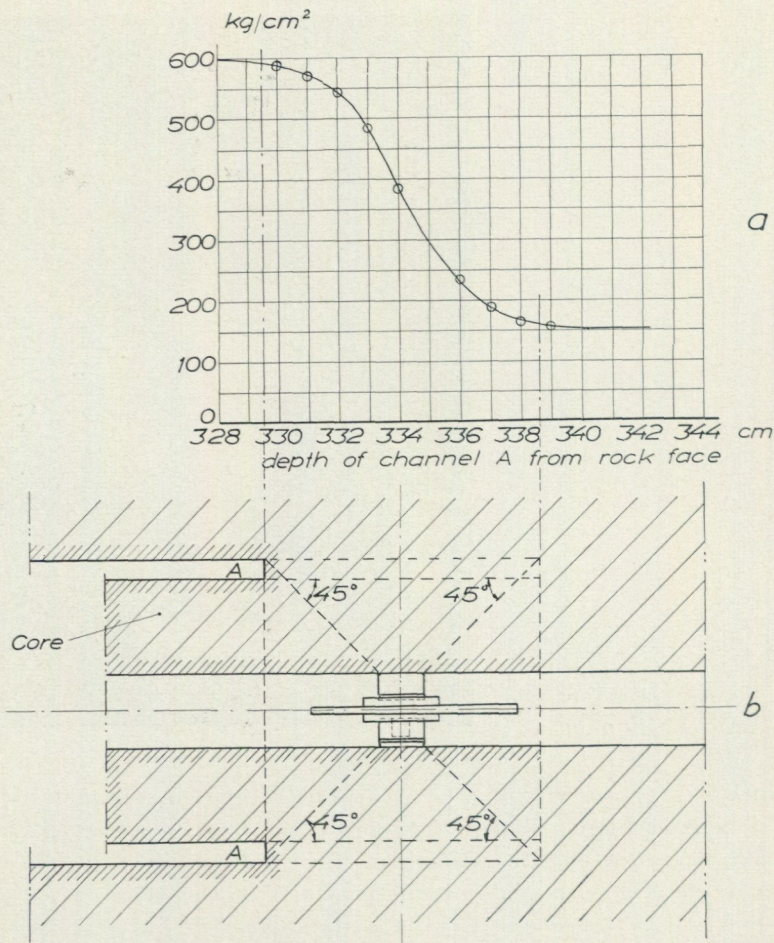 kg/cm²
600
500
400
300
200
100
0
328 330 332 334 336 338 340 342 344 cm
depth of channel A from rock face
a
A
45° 45°
Core
b
45° 45°
A